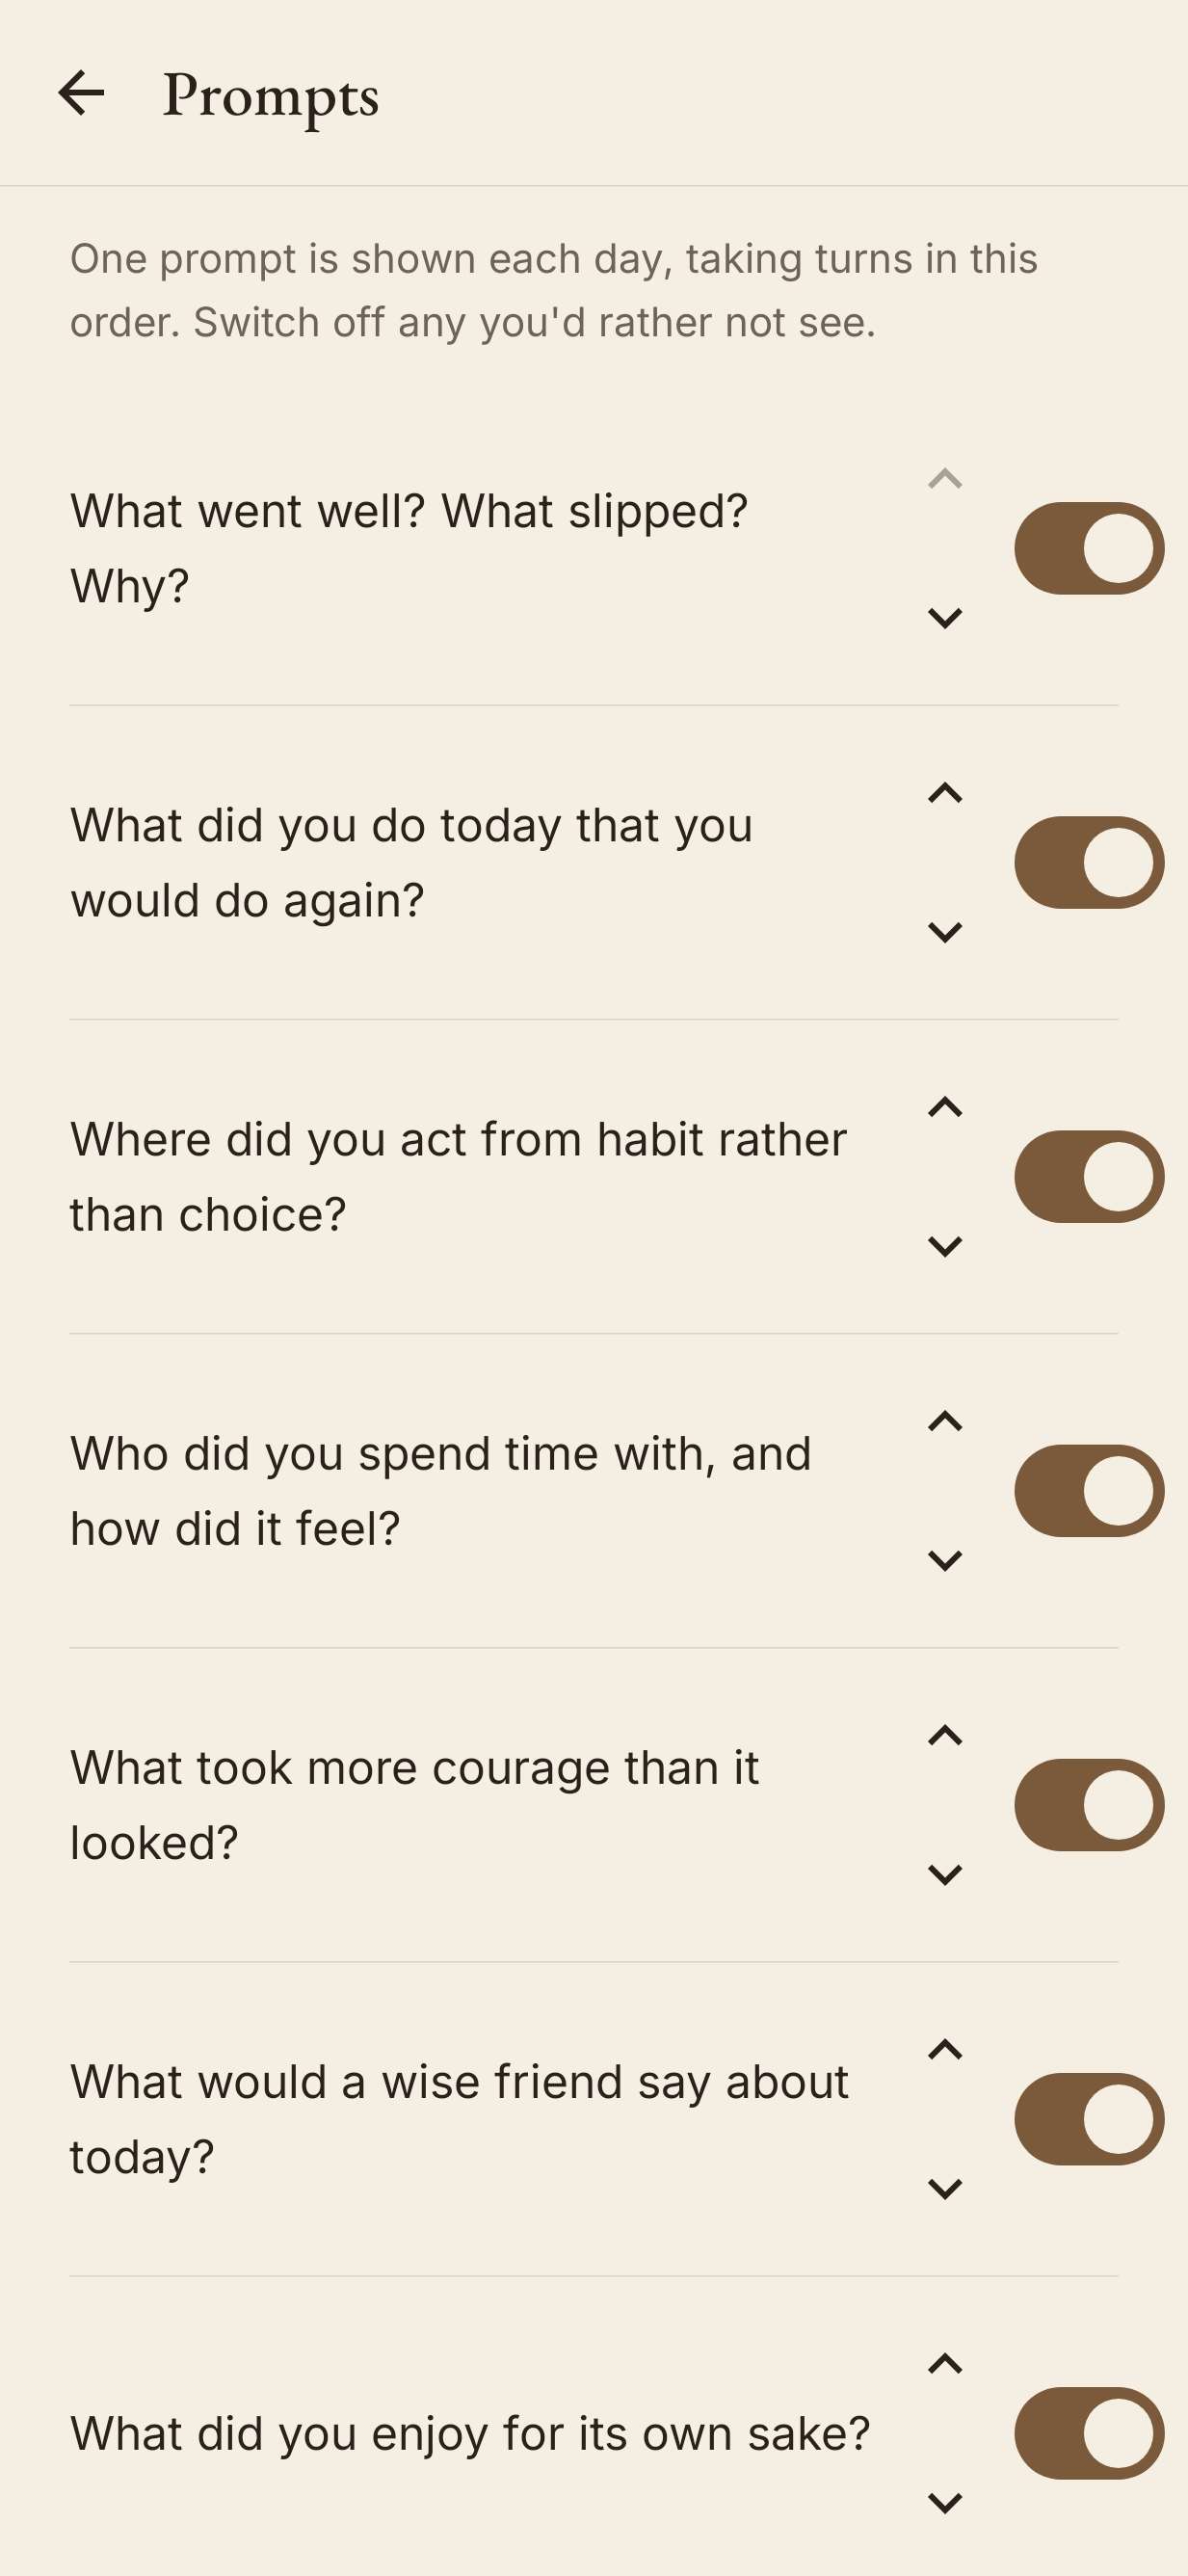 Prompts
One prompt is shown each day, taking turns in this
order. Switch off any you'd rather not see.
What went well? What slipped?
Why?
What did you do today that you
would do again?
Where did you act from habit rather
than choice?
Who did you spend time with, and
how did it feel?
What took more courage than it
looked?
What would a wise friend say about
today?
What did you enjoy for its own sake?